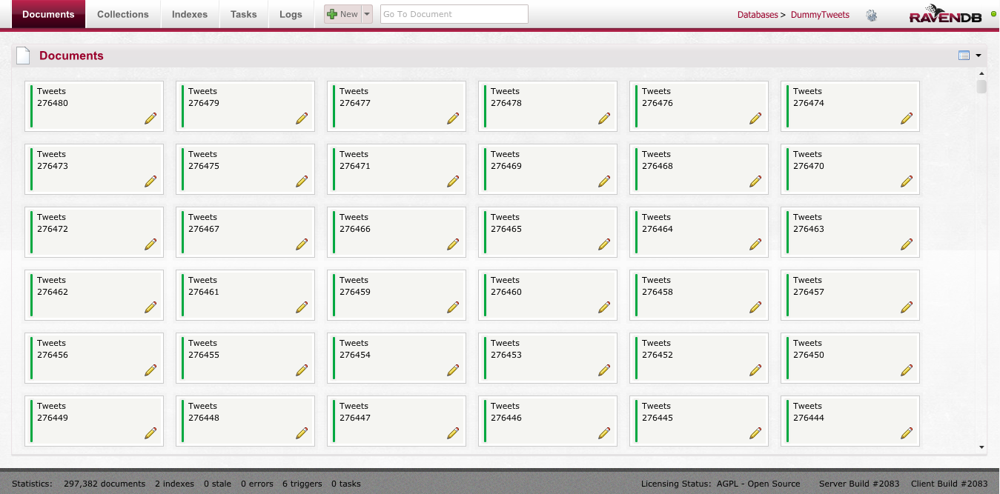 Documents Collections Indexes Tasks Logs New Go To Document Databases > DummyTweets RAVENDB
Documents
Tweets Tweets Tweets Tweets Tweets Tweets
276480 276479 276477 276478 276476 276474
Tweets Tweets Tweets Tweets Tweets Tweets
276473 276475 276471 276469 276468 276470
Tweets Tweets Tweets Tweets Tweets Tweets
276472 276467 276466 276465 276464 276463
Tweets Tweets Tweets Tweets Tweets Tweets
276462 276461 276459 276460 276458 276457
Tweets Tweets Tweets Tweets Tweets Tweets
276456 276455 276454 276453 276452 276450
Tweets Tweets Tweets Tweets Tweets Tweets
276449 276448 276447 276446 276445 276444
Statistics: 297,382 documents 2 indexes 0 stale 0 errors 6 triggers 0 tasks Licensing Status: AGPL - Open Source Server Build #2083 Client Build #2083